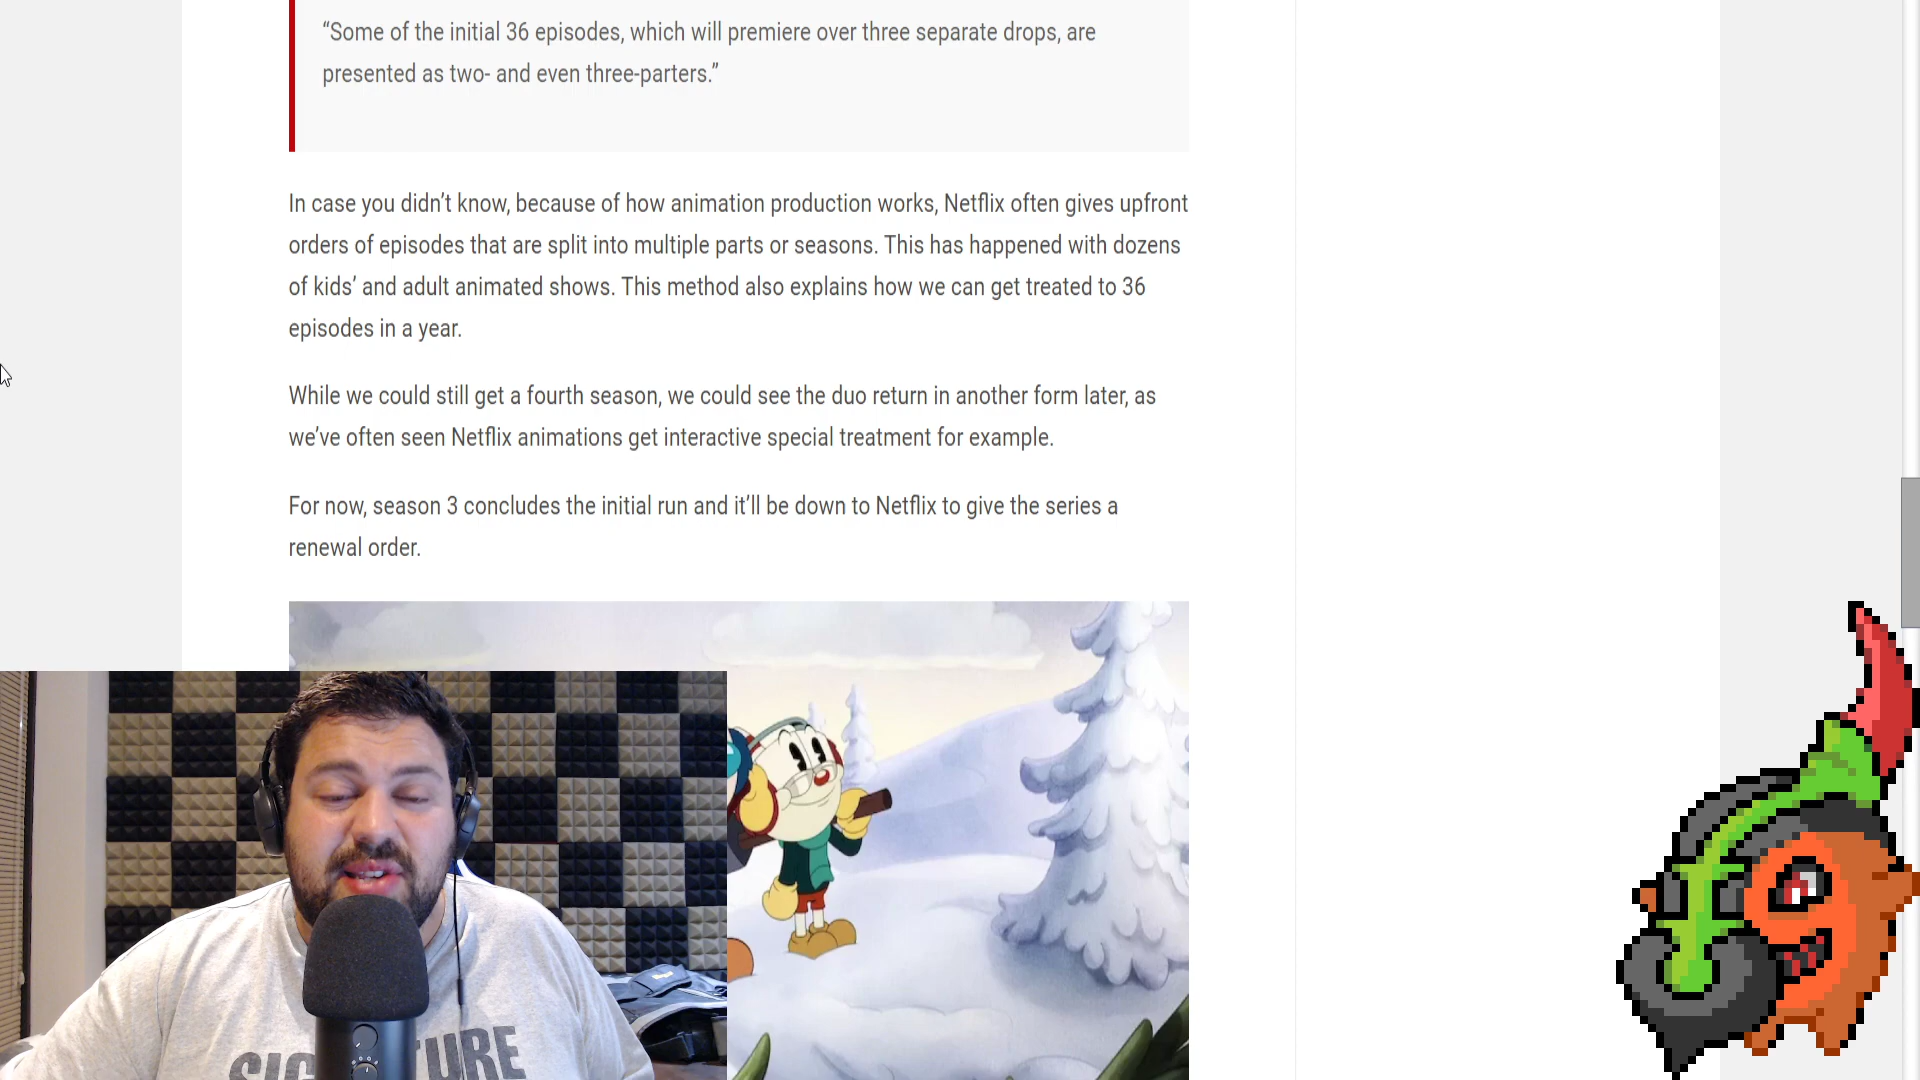 “Some of the initial 36 episodes, which will premiere over three separate drops, are
presented as two- and even three-parters.”
In case you didn’t know, because of how animation production works, Netflix often gives upfront
orders of episodes that are split into multiple parts or seasons. This has happened with dozens
of kids’ and adult animated shows. This method also explains how we can get treated to 36
episodes in a year.
While we could still get a fourth season, we could see the duo return in another form later, as
we’ve often seen Netflix animations get interactive special treatment for example.
For now, season 3 concludes the initial run and it’ll be down to Netflix to give the series a
renewal order.